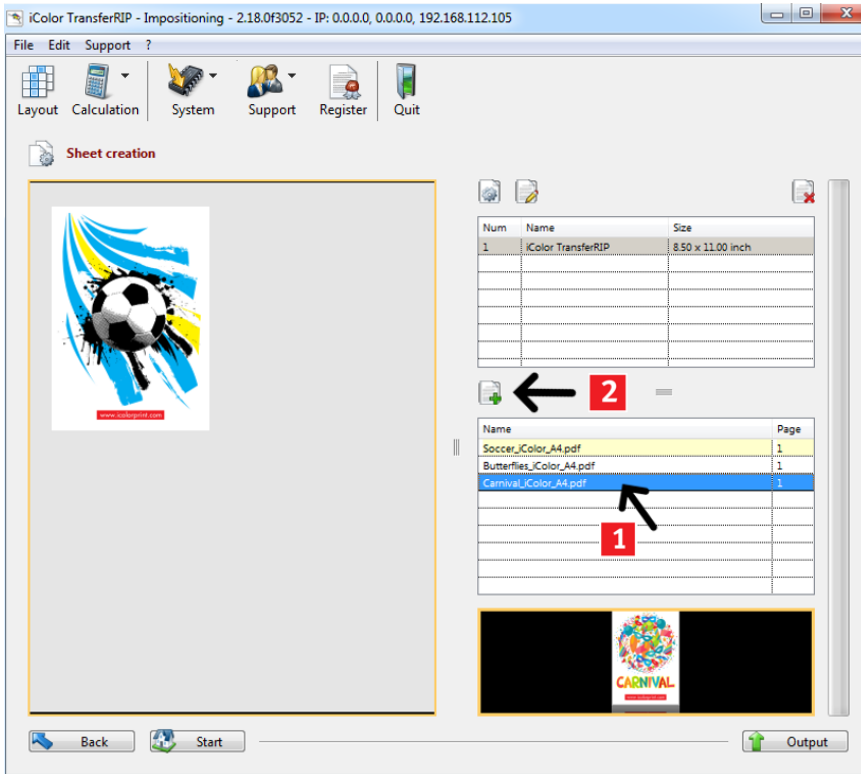 iColor TransferRIP - Impositioning - 2.18.0f3052 - IP: 0.0.0.0, 0.0.0.0, 192.168.112.105
File Edit Support ?
Layout Calculation System Support Register Quit
Sheet creation
Num Name Size
1 iColor TransferRIP 8.50 x 11.00 inch
www.icolorprint.com
2
Name Page
Soccer_iColor_A4.pdf 1
Butterflies_iColor_A4.pdf 1
Carnival_iColor_A4.pdf 1
1
CARNIVAL
Back Start Output